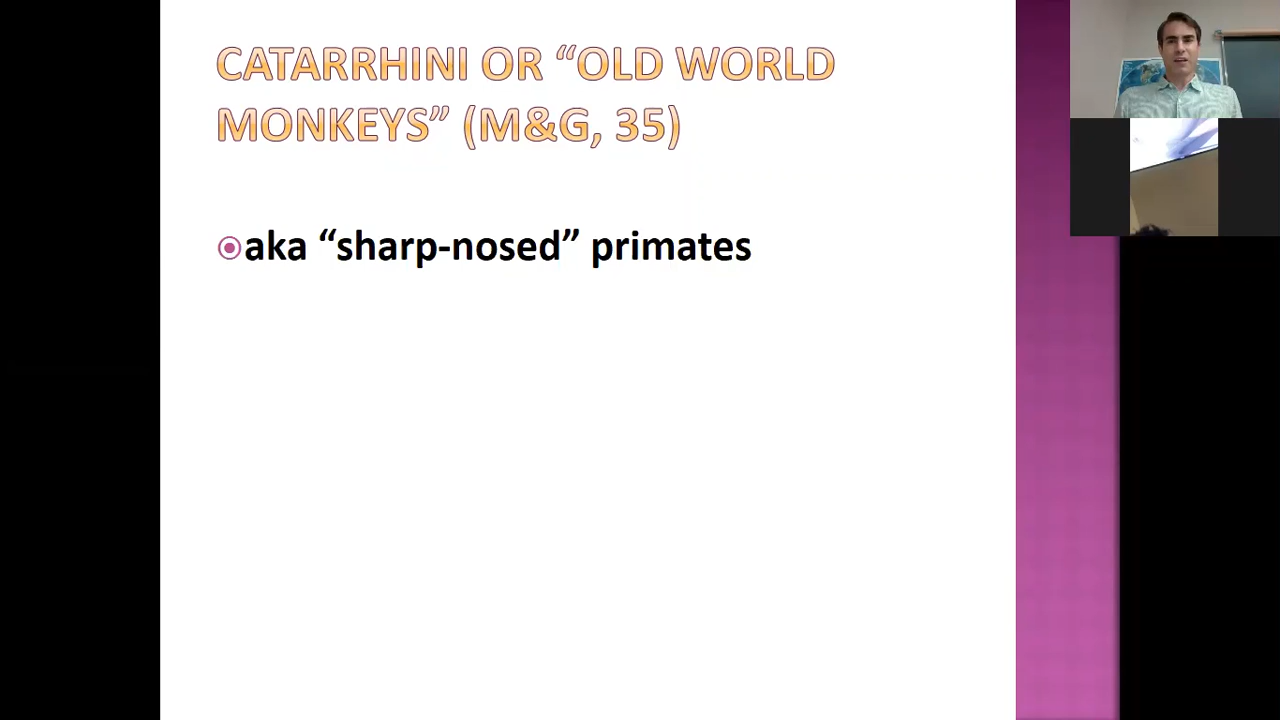 CATARRHINI OR “OLD WORLD
MONKEYS” (M&G, 35)
aka “sharp-nosed” primates